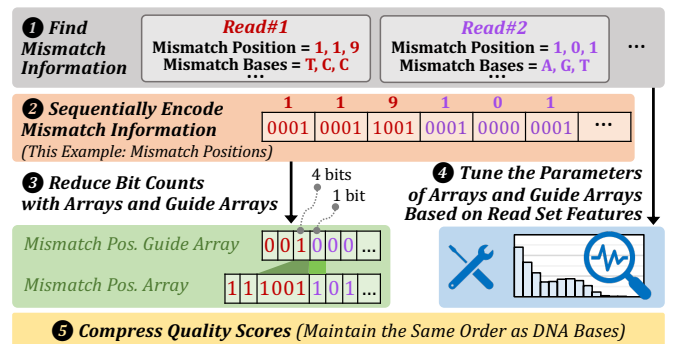 ❶ Find Mismatch Information
Read#1
Mismatch Position = 1, 1, 9
Mismatch Bases = T, C, C
...
Read#2
Mismatch Position = 1, 0, 1
Mismatch Bases = A, G, T
...
...
❷ Sequentially Encode
Mismatch Information
(This Example: Mismatch Positions)
1 1 9 1 0 1
0001 0001 1001 0001 0000 0001 ...
❸ Reduce Bit Counts
with Arrays and Guide Arrays
4 bits
1 bit
❹ Tune the Parameters
of Arrays and Guide Arrays
Based on Read Set Features
Mismatch Pos. Guide Array
0 0 1 0 0 0 ...
Mismatch Pos. Array
1 1 1001 1 0 1 ...
❺ Compress Quality Scores (Maintain the Same Order as DNA Bases)